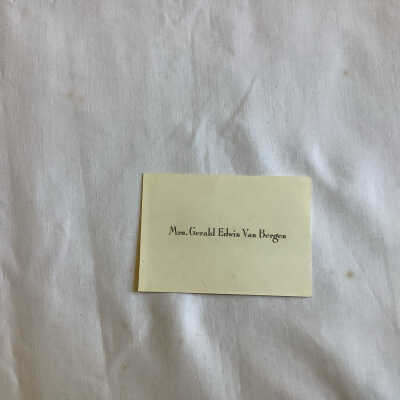 Mrs. Gerald Edwin Van Bergen